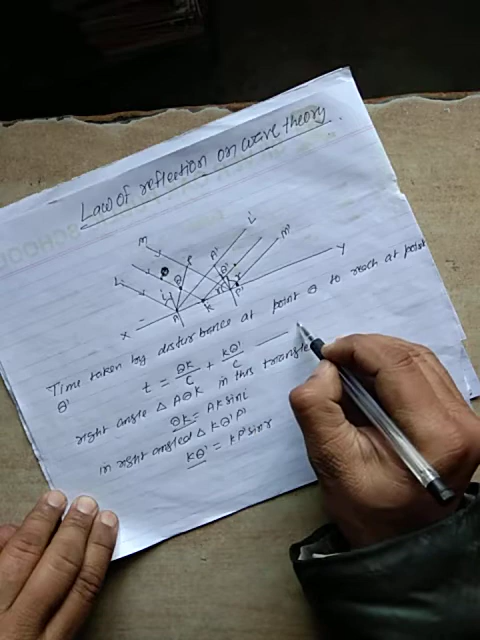 Law of reflection on wave theory.
M
L
P
Q
A'
L'
M'
Q'
P'
i
r
r
A
K
X
Y
Time taken by disturbance at point Q to reach at point
Q'
t = QK/C + KQ'/C
right angle △ AQK in this triangle
QK = AK sin i
in right angled △ KQ'P'
KQ' = KP' sin r
SCHOOL